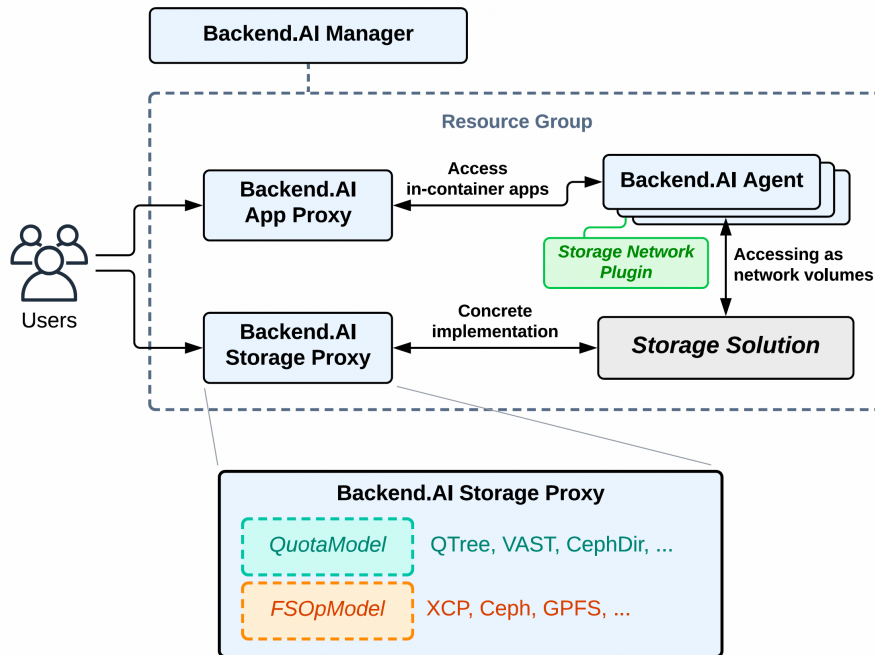 Backend.AI Manager
Resource Group
Access
in-container apps
Backend.AI
App Proxy
Backend.AI Agent
Storage Network
Plugin
Accessing as
network volumes
Users
Backend.AI
Storage Proxy
Concrete
implementation
Storage Solution
Backend.AI Storage Proxy
QuotaModel QTree, VAST, CephDir, ...
FSOpModel XCP, Ceph, GPFS, ...